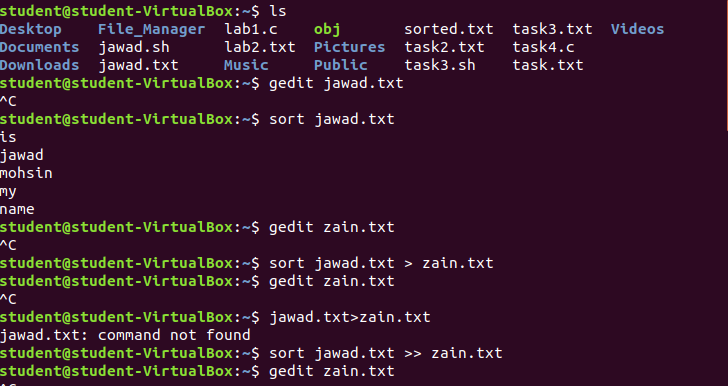 student@student-VirtualBox:~$ ls
Desktop    File_Manager  lab1.c    obj       sorted.txt  task3.txt  Videos
Documents  jawad.sh      lab2.txt  Pictures  task2.txt   task4.c
Downloads  jawad.txt     Music     Public    task3.sh    task.txt
student@student-VirtualBox:~$ gedit jawad.txt
^C
student@student-VirtualBox:~$ sort jawad.txt
is
jawad
mohsin
my
name
student@student-VirtualBox:~$ gedit zain.txt
^C
student@student-VirtualBox:~$ sort jawad.txt > zain.txt
student@student-VirtualBox:~$ gedit zain.txt
^C
student@student-VirtualBox:~$ jawad.txt>zain.txt
jawad.txt: command not found
student@student-VirtualBox:~$ sort jawad.txt >> zain.txt
student@student-VirtualBox:~$ gedit zain.txt
^C